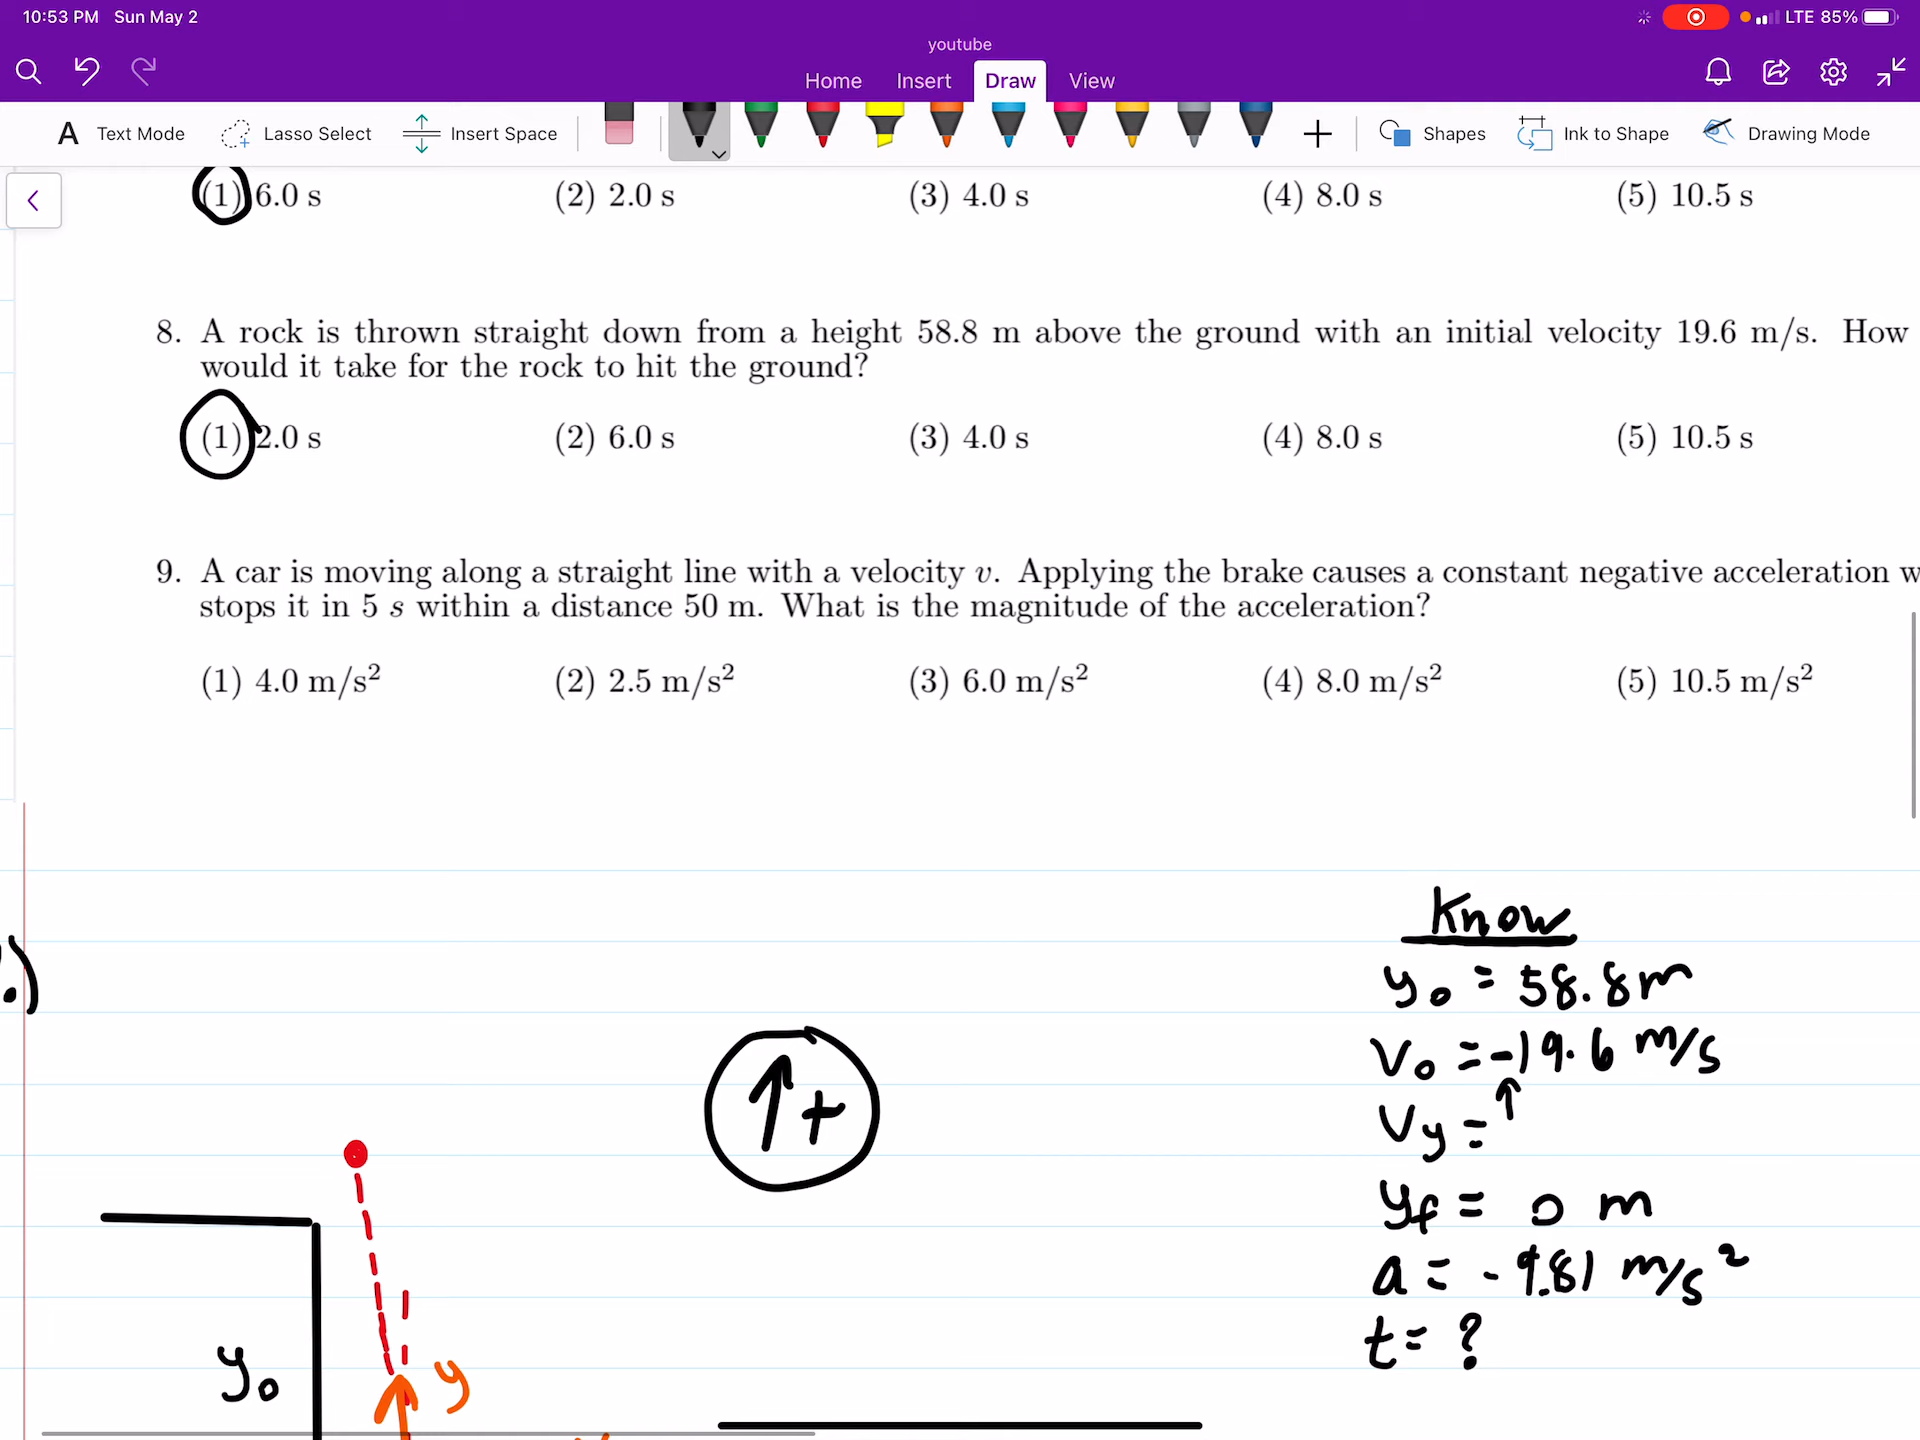 10:53 PM Sun May 2
LTE 85%
youtube
Home Insert Draw View
A Text Mode Lasso Select Insert Space Shapes Ink to Shape Drawing Mode
(1) 6.0 s (2) 2.0 s (3) 4.0 s (4) 8.0 s (5) 10.5 s
8. A rock is thrown straight down from a height 58.8 m above the ground with an initial velocity 19.6 m/s. How
would it take for the rock to hit the ground?
(1) 2.0 s (2) 6.0 s (3) 4.0 s (4) 8.0 s (5) 10.5 s
9. A car is moving along a straight line with a velocity v. Applying the brake causes a constant negative acceleration w
stops it in 5 s within a distance 50 m. What is the magnitude of the acceleration?
(1) 4.0 m/s² (2) 2.5 m/s² (3) 6.0 m/s² (4) 8.0 m/s² (5) 10.5 m/s²
Know
.)
y₀ = 58.8 m
v₀ = -19.6 m/s
↑+
Vy = ↑
yf = 0 m
a = -9.81 m/s²
t = ?
y₀
y